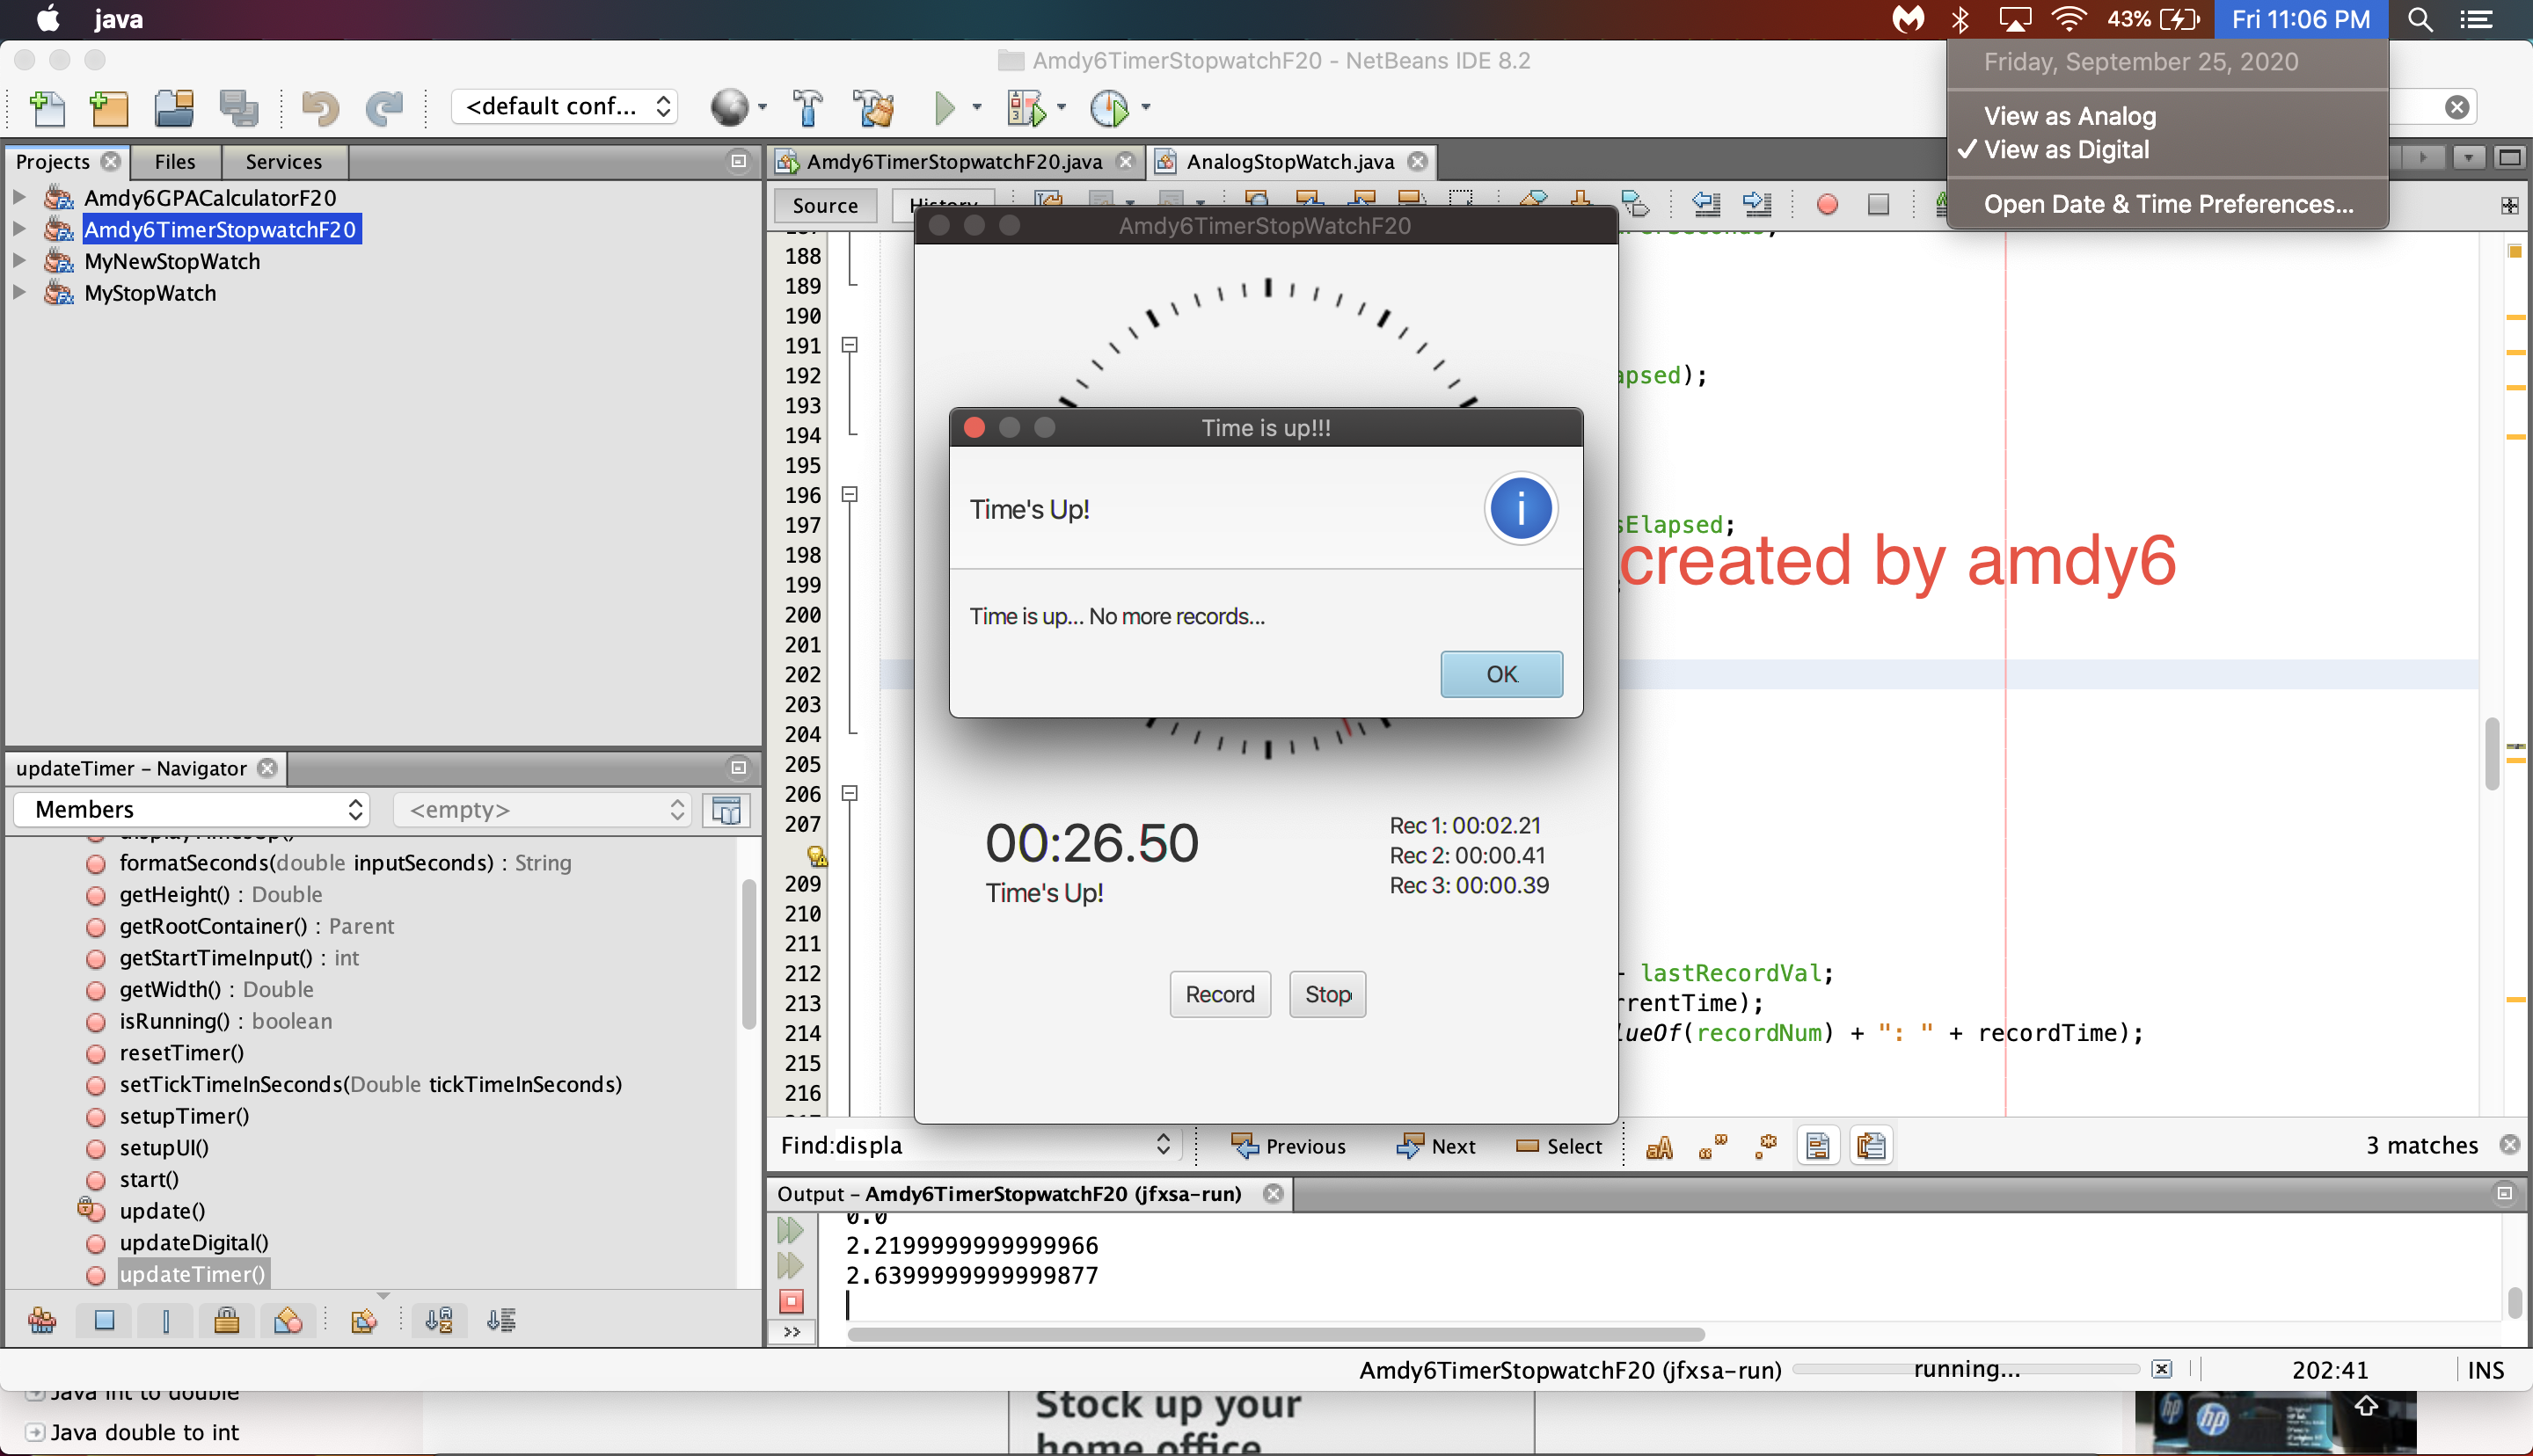 java
43%
Fri 11:06 PM
Amdy6TimerStopwatchF20 - NetBeans IDE 8.2
Friday, September 25, 2020
View as Analog
✓ View as Digital
Open Date & Time Preferences...
<default conf...
Projects
Files
Services
Amdy6GPACalculatorF20
Amdy6TimerStopwatchF20
MyNewStopWatch
MyStopWatch
Amdy6TimerStopwatchF20.java
AnalogStopWatch.java
Source
History
188
189
190
191
192
193
194
195
196
197
198
199
200
201
202
203
204
205
206
207
209
210
211
212
213
214
215
216
apsed);
sElapsed;
lastRecordVal;
rrentTime);
lueOf(recordNum) + ": " + recordTime);
created by amdy6
Amdy6TimerStopWatchF20
Time is up!!!
Time's Up!
i
Time is up... No more records...
OK
00:26.50
Time's Up!
Rec 1: 00:02.21
Rec 2: 00:00.41
Rec 3: 00:00.39
Record
Stop
updateTimer - Navigator
Members
<empty>
displayTimesUp()
formatSeconds(double inputSeconds) : String
getHeight() : Double
getRootContainer() : Parent
getStartTimeInput() : int
getWidth() : Double
isRunning() : boolean
resetTimer()
setTickTimeInSeconds(Double tickTimeInSeconds)
setupTimer()
setupUI()
start()
update()
updateDigital()
updateTimer()
Find:displa
Previous
Next
Select
aA
3 matches
Output - Amdy6TimerStopwatchF20 (jfxsa-run)
0.0
2.2199999999999966
2.6399999999999877
>>
Amdy6TimerStopwatchF20 (jfxsa-run)
running...
202:41
INS
Java int to double
Java double to int
Stock up your
home office
hp
hp